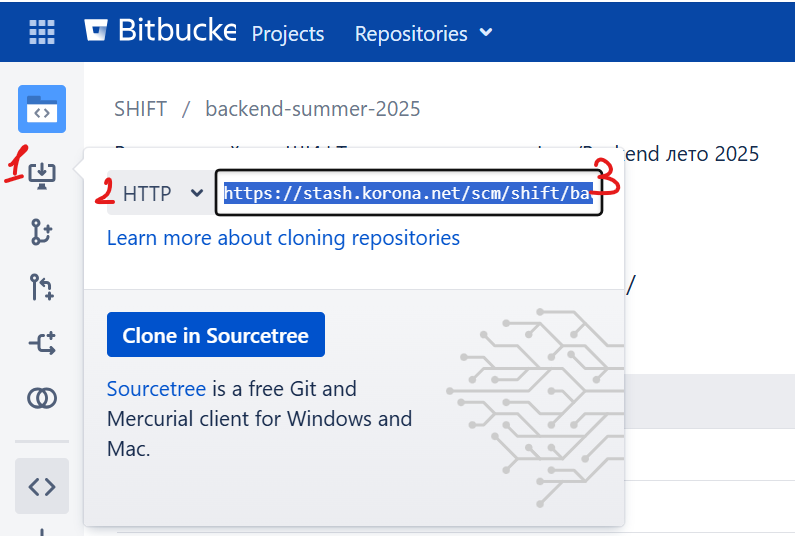 Bitbucke Projects Repositories
SHIFT / backend-summer-2025
лето 2025
1
2 HTTP https://stash.korona.net/scm/shift/ba 3
Learn more about cloning repositories
/
Clone in Sourcetree
Sourcetree is a free Git and
Mercurial client for Windows and
Mac.